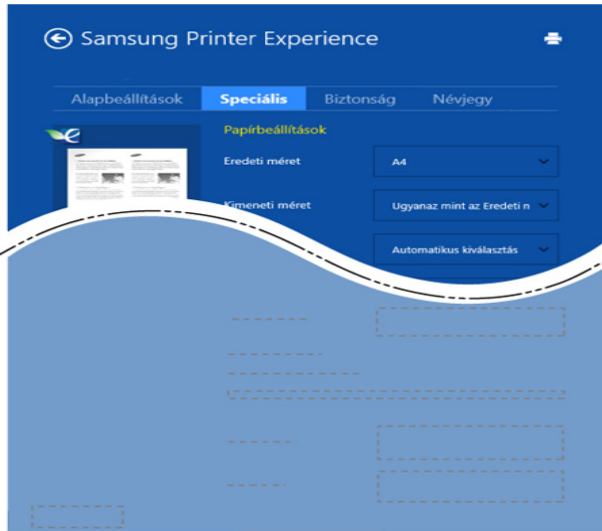 Samsung Printer Experience
Alapbeállítások Speciális Biztonság Névjegy
Papírbeállítások
Eredeti méret A4
Kimeneti méret Ugyanaz mint az Eredeti n
Automatikus kiválasztás